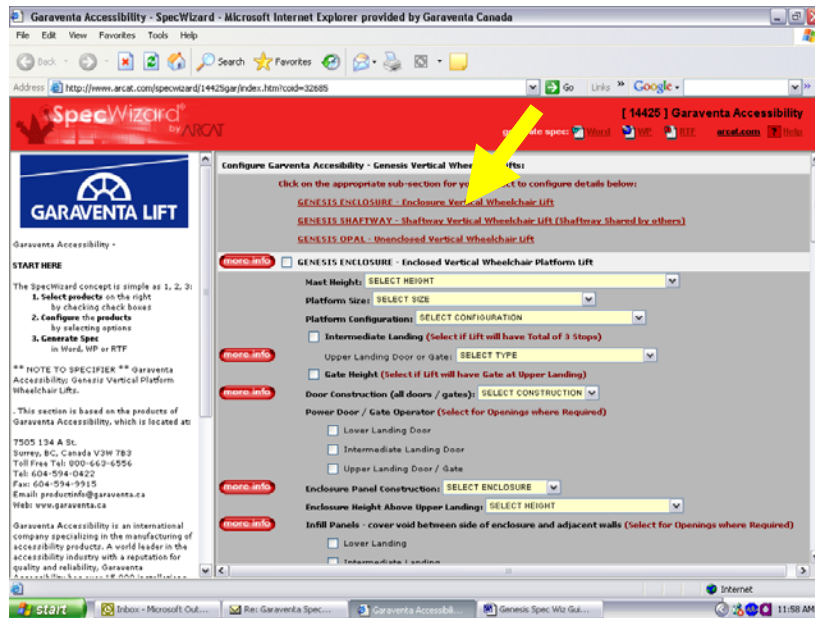 Garaventa Accessibility - SpecWizard - Microsoft Internet Explorer provided by Garaventa Canada
File Edit View Favorites Tools Help
Back Search Favorites
Address http://www.arcat.com/specwizard/14425gar/index.htm?coid=32685 Go Links » Google
SpecWizard®
by ARCAT
[ 14425 ] Garaventa Accessibility
spec: Word WP RTF arcat.com ? Help
GARAVENTA LIFT
Garaventa Accessibility -
START HERE
The SpecWizard concept is simple as 1, 2, 3:
1. Select products on the right
by checking check boxes
2. Configure the products
by selecting options
3. Generate Spec
in Word, WP or RTF
** NOTE TO SPECIFIER ** Garaventa
Accessibility; Genesis Vertical Platform
Wheelchair Lifts.
. This section is based on the products of
Garaventa Accessibility, which is located at:
7505 134 A St.
Surrey, BC, Canada V3W 7B3
Toll Free Tel: 800-663-6556
Tel: 604-594-0422
Fax: 604-594-9915
Email: productinfo@garaventa.ca
Web: www.garaventa.ca
Garaventa Accessibility is an international
company specializing in the manufacturing of
accessibility products. A world leader in the
accessibility industry with a reputation for
quality and reliability, Garaventa
Configure Garventa Accesibility - Genesis Vertical
Click on the appropriate sub-section for to configure details below:
GENESIS ENCLOSURE - Enclosure Vertical Wheelchair Lift
GENESIS SHAFTWAY - Shaftway Vertical Wheelchair Lift (Shaftway Shared by others)
GENESIS OPAL - Unenclosed Vertical Wheelchair Lift
more info GENESIS ENCLOSURE - Enclosed Vertical Wheelchair Platform Lift
Mast Height: SELECT HEIGHT
Platform Size: SELECT SIZE
Platform Configuration: SELECT CONFIGURATION
Intermediate Landing (Select if Lift will have Total of 3 Stops)
more info Upper Landing Door or Gate: SELECT TYPE
Gate Height (Select if Lift will have Gate at Upper Landing)
more info Door Construction (all doors / gates): SELECT CONSTRUCTION
Power Door / Gate Operator (Select for Openings where Required)
Lower Landing Door
Intermediate Landing Door
Upper Landing Door / Gate
more info Enclosure Panel Construction: SELECT ENCLOSURE
Enclosure Height Above Upper Landing: SELECT HEIGHT
more info Infill Panels - cover void between side of enclosure and adjacent walls (Select for Openings where Required)
Lower Landing
Intermediate Landing
Internet
start Inbox - Microsoft Out... Re: Garaventa Spec... Garaventa Accessibil... Genesis Spec Wiz Gui... 11:58 AM